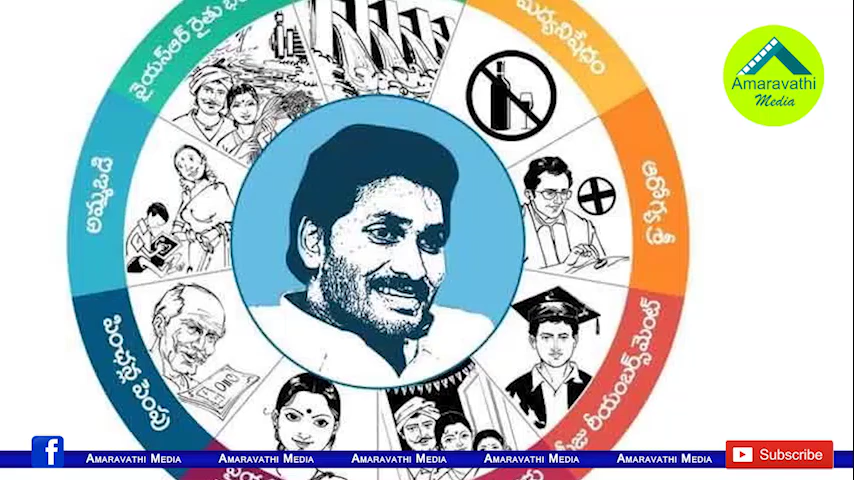 వైయస్ఆర్ రైతు భ
మద్యనిషేధం
Amaravathi
Media
అమ్మఒడి
ఆరోగ్యశ్రీ
పింఛన్ల పెంపు
ఫీజు రీయింబర్స్‌మెంట్
Amaravathi Media
Amaravathi Media
Amaravathi Media
Amaravathi Media
Amaravathi Media
Subscribe